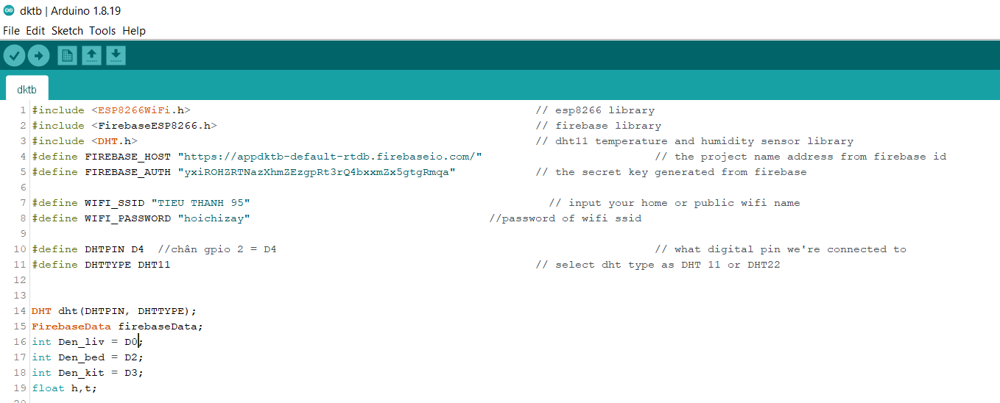 dktb | Arduino 1.8.19
File Edit Sketch Tools Help
dktb
1 #include <ESP8266WiFi.h> // esp8266 library
2 #include <FirebaseESP8266.h> // firebase library
3 #include <DHT.h> // dht11 temperature and humidity sensor library
4 #define FIREBASE_HOST "https://appdktb-default-rtdb.firebaseio.com/" // the project name address from firebase id
5 #define FIREBASE_AUTH "yxiROHZRTNazXhmZEzgpRt3rQ4bxxmZx5gtgRmqa" // the secret key generated from firebase
6
7 #define WIFI_SSID "TIEU THANH 95" // input your home or public wifi name
8 #define WIFI_PASSWORD "hoichizay" //password of wifi ssid
9
10 #define DHTPIN D4 //chân gpio 2 = D4 // what digital pin we're connected to
11 #define DHTTYPE DHT11 // select dht type as DHT 11 or DHT22
12
13
14 DHT dht(DHTPIN, DHTTYPE);
15 FirebaseData firebaseData;
16 int Den_liv = D0;
17 int Den_bed = D2;
18 int Den_kit = D3;
19 float h,t;
20